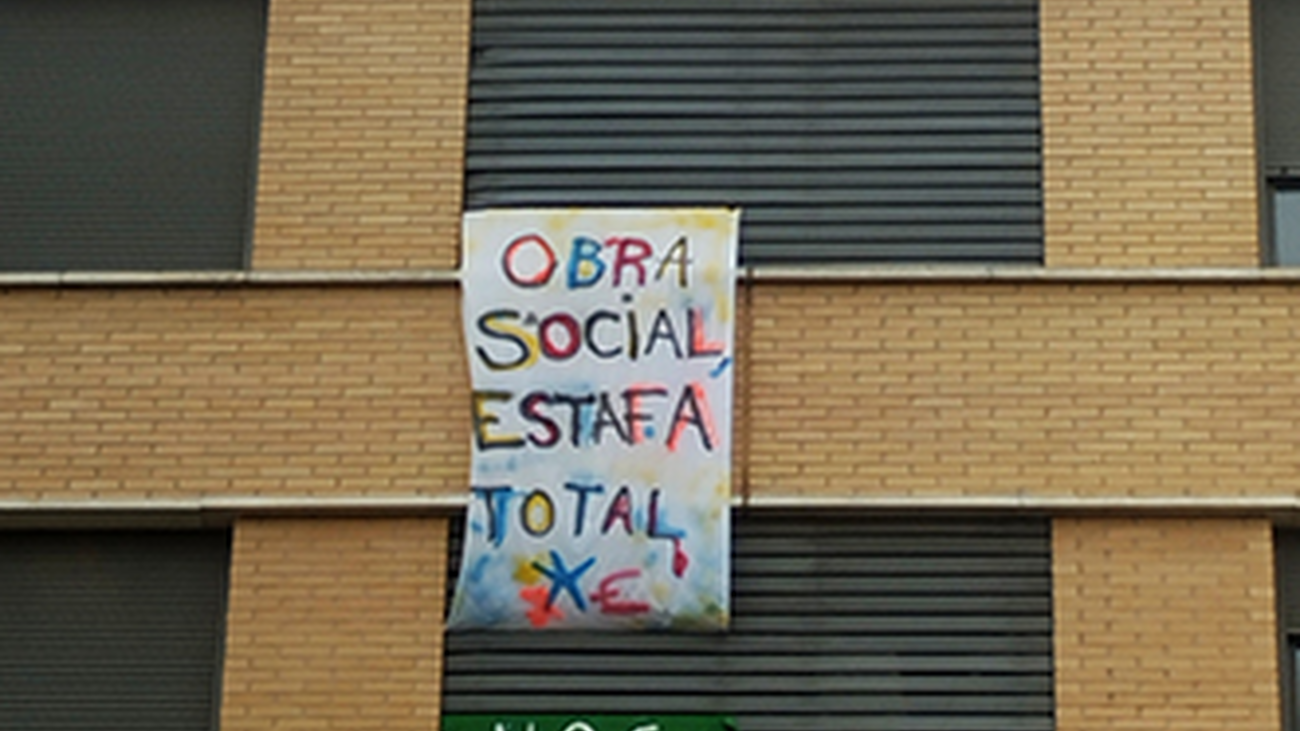 OBRA
SOCIAL,
ESTAFA
TOTAL
€